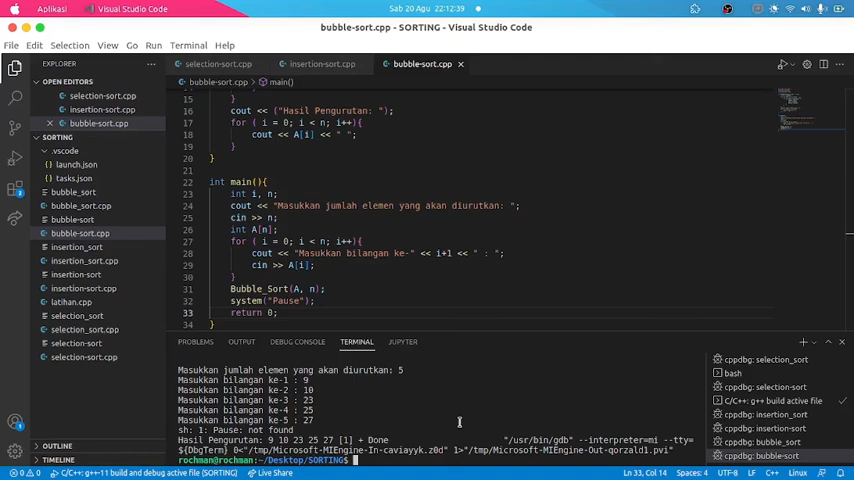 Aplikasi
Visual Studio Code
Sab 20 Agu 22:12:39
bubble-sort.cpp - SORTING - Visual Studio Code
File Edit Selection View Go Run Terminal Help
EXPLORER
OPEN EDITORS
selection-sort.cpp
insertion-sort.cpp
bubble-sort.cpp
SORTING
.vscode
launch.json
tasks.json
bubble_sort
bubble_sort.cpp
bubble-sort
bubble-sort.cpp
insertion_sort
insertion_sort.cpp
insertion-sort
insertion-sort.cpp
latihan.cpp
selection_sort
selection_sort.cpp
selection-sort
selection-sort.cpp
OUTLINE
TIMELINE
2
1
selection-sort.cpp insertion-sort.cpp bubble-sort.cpp
bubble-sort.cpp > main()
15 }
16 cout << ("Hasil Pengurutan: ");
17 for ( i = 0; i < n; i++){
18 cout << A[i] << " ";
19 }
20 }
21
22 int main(){
23 int i, n;
24 cout << "Masukkan jumlah elemen yang akan diurutkan: ";
25 cin >> n;
26 int A[n];
27 for ( i = 0; i < n; i++){
28 cout << "Masukkan bilangan ke-" << i+1 << " : ";
29 cin >> A[i];
30 }
31 Bubble_Sort(A, n);
32 system("Pause");
33 return 0;
34 }
PROBLEMS OUTPUT DEBUG CONSOLE TERMINAL JUPYTER
Masukkan jumlah elemen yang akan diurutkan: 5
Masukkan bilangan ke-1 : 9
Masukkan bilangan ke-2 : 10
Masukkan bilangan ke-3 : 23
Masukkan bilangan ke-4 : 25
Masukkan bilangan ke-5 : 27
sh: 1: Pause: not found
Hasil Pengurutan: 9 10 23 25 27 [1] + Done "/usr/bin/gdb" --interpreter=mi --tty=
${DbgTerm} 0<"/tmp/Microsoft-MIEngine-In-caviayyk.z0d" 1>"/tmp/Microsoft-MIEngine-Out-qorzald1.pvi"
rochman@rochman:~/Desktop/SORTING$
cppdbg: selection_sort
bash
cppdbg: selection-sort
C/C++: g++ build active file
cppdbg: insertion_sort
cppdbg: insertion-sort
cppdbg: bubble_sort
cppdbg: bubble-sort
0 0 C/C++: g++-11 build and debug active file (SORTING) Live Share Ln 33, Col 14 Spaces: 4 UTF-8 LF C++ Linux